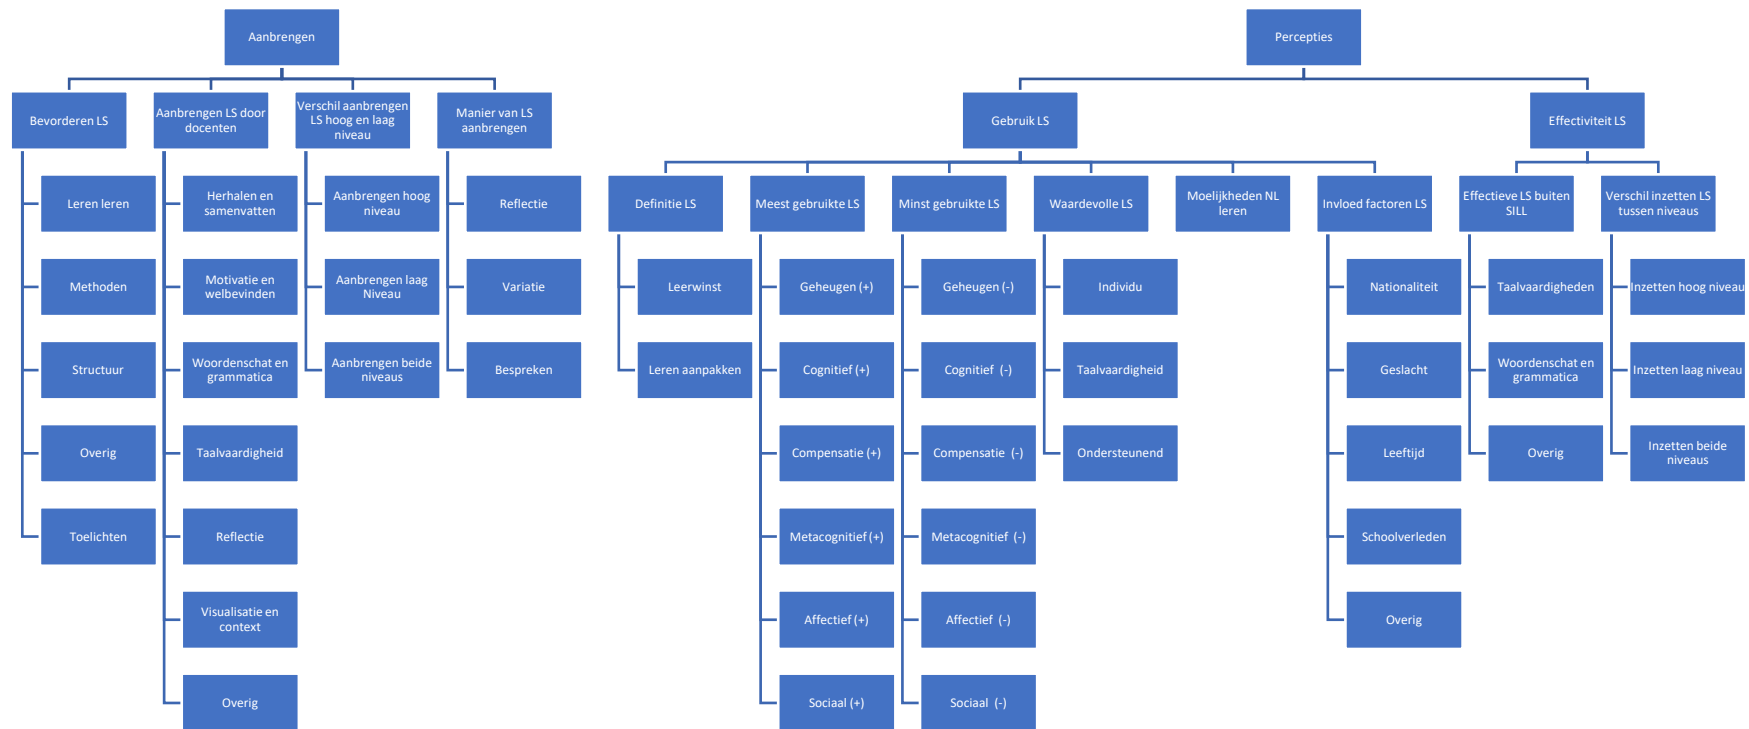 Aanbrengen
Bevorderen LS
Leren leren
Methoden
Structuur
Overig
Toelichten
Aanbrengen LS door
docenten
Herhalen en
samenvatten
Motivatie en
welbevinden
Woordenschat en
grammatica
Taalvaardigheid
Reflectie
Visualisatie en
context
Overig
Verschil aanbrengen
LS hoog en laag
niveau
Aanbrengen hoog
niveau
Aanbrengen laag
Niveau
Aanbrengen beide
niveaus
Manier van LS
aanbrengen
Reflectie
Variatie
Bespreken
Percepties
Gebruik LS
Definitie LS
Leerwinst
Leren aanpakken
Meest gebruikte LS
Geheugen (+)
Cognitief (+)
Compensatie (+)
Metacognitief (+)
Affectief (+)
Sociaal (+)
Minst gebruikte LS
Geheugen (-)
Cognitief (-)
Compensatie (-)
Metacognitief (-)
Affectief (-)
Sociaal (-)
Waardevolle LS
Individu
Taalvaardigheid
Ondersteunend
Moelijkheden NL
leren
Invloed factoren LS
Nationaliteit
Geslacht
Leeftijd
Schoolverleden
Overig
Effectiviteit LS
Effectieve LS buiten
SILL
Taalvaardigheden
Woordenschat en
grammatica
Overig
Verschil inzetten LS
tussen niveaus
Inzetten hoog niveau
Inzetten laag niveau
Inzetten beide
niveaus